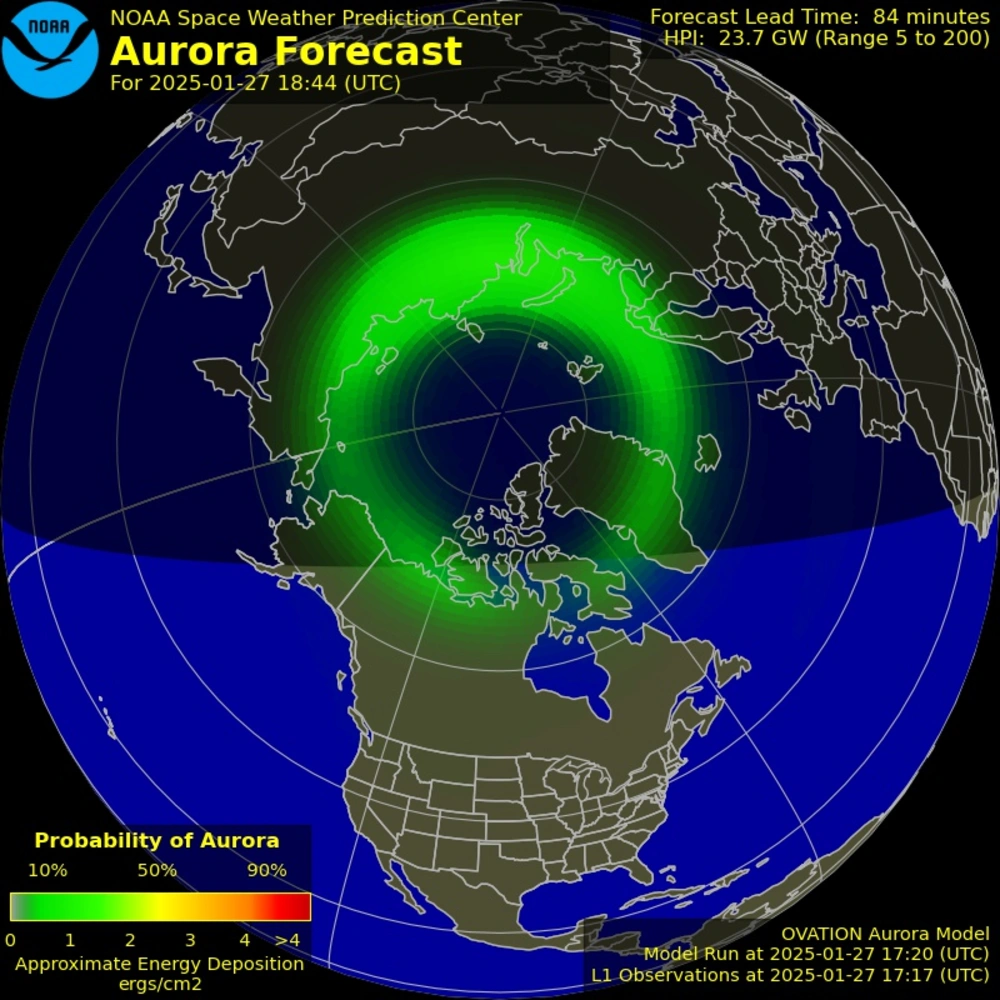 NOAA
NOAA Space Weather Prediction Center
Aurora Forecast
For 2025-01-27 18:44 (UTC)
Forecast Lead Time: 84 minutes
HPI: 23.7 GW (Range 5 to 200)
Probability of Aurora
10% 50% 90%
0 1 2 3 4 >4
Approximate Energy Deposition
ergs/cm2
OVATION Aurora Model
Model Run at 2025-01-27 17:20 (UTC)
L1 Observations at 2025-01-27 17:17 (UTC)